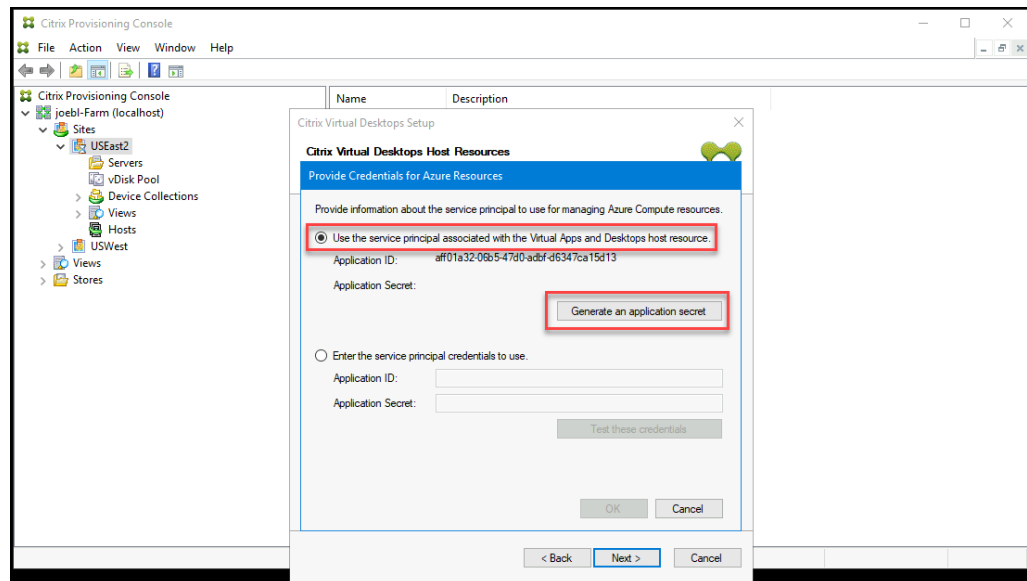 Citrix Provisioning Console
File Action View Window Help
Citrix Provisioning Console
joebl-Farm (localhost)
Sites
USEast2
Servers
vDisk Pool
Device Collections
Views
Hosts
USWest
Views
Stores
Name Description
Citrix Virtual Desktops Setup
Citrix Virtual Desktops Host Resources
Provide Credentials for Azure Resources
Provide information about the service principal to use for managing Azure Compute resources.
Use the service principal associated with the Virtual Apps and Desktops host resource.
Application ID: aff01a32-06b5-47d0-adbf-d6347ca15d13
Application Secret:
Generate an application secret
Enter the service principal credentials to use.
Application ID:
Application Secret:
Test these credentials
OK Cancel
< Back Next > Cancel